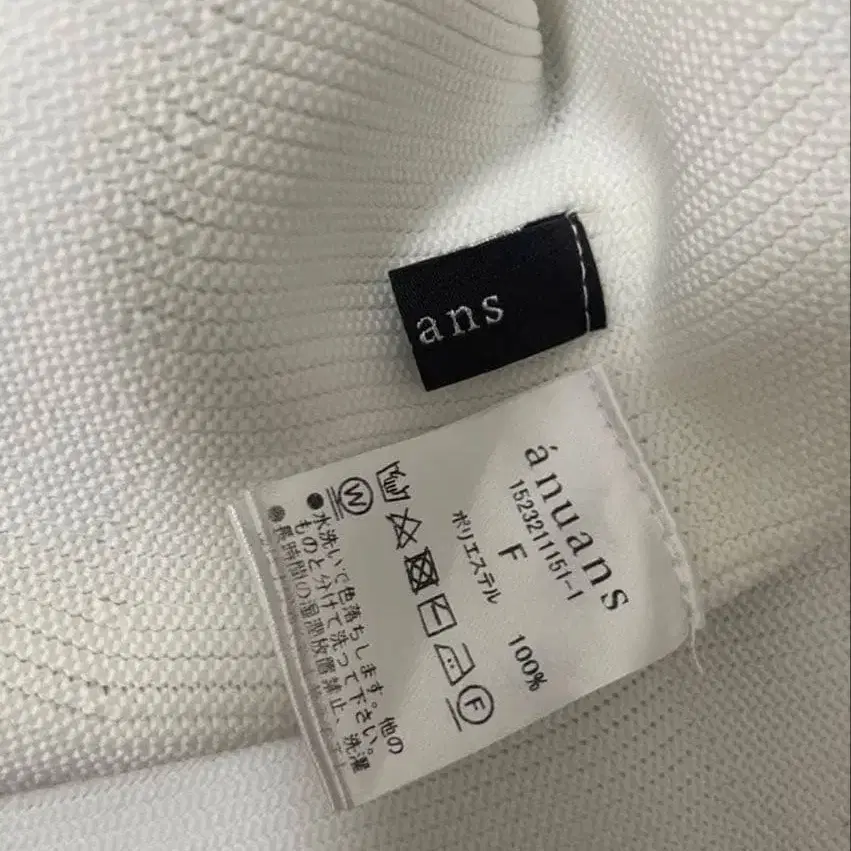 ans
ánuans
1523211151-1
F
ポリエステル 100%
F
W
●水洗いで色落ちします。他の
ものと分けて洗って下さい。
●長時間の湿潤放置禁止、洗濯